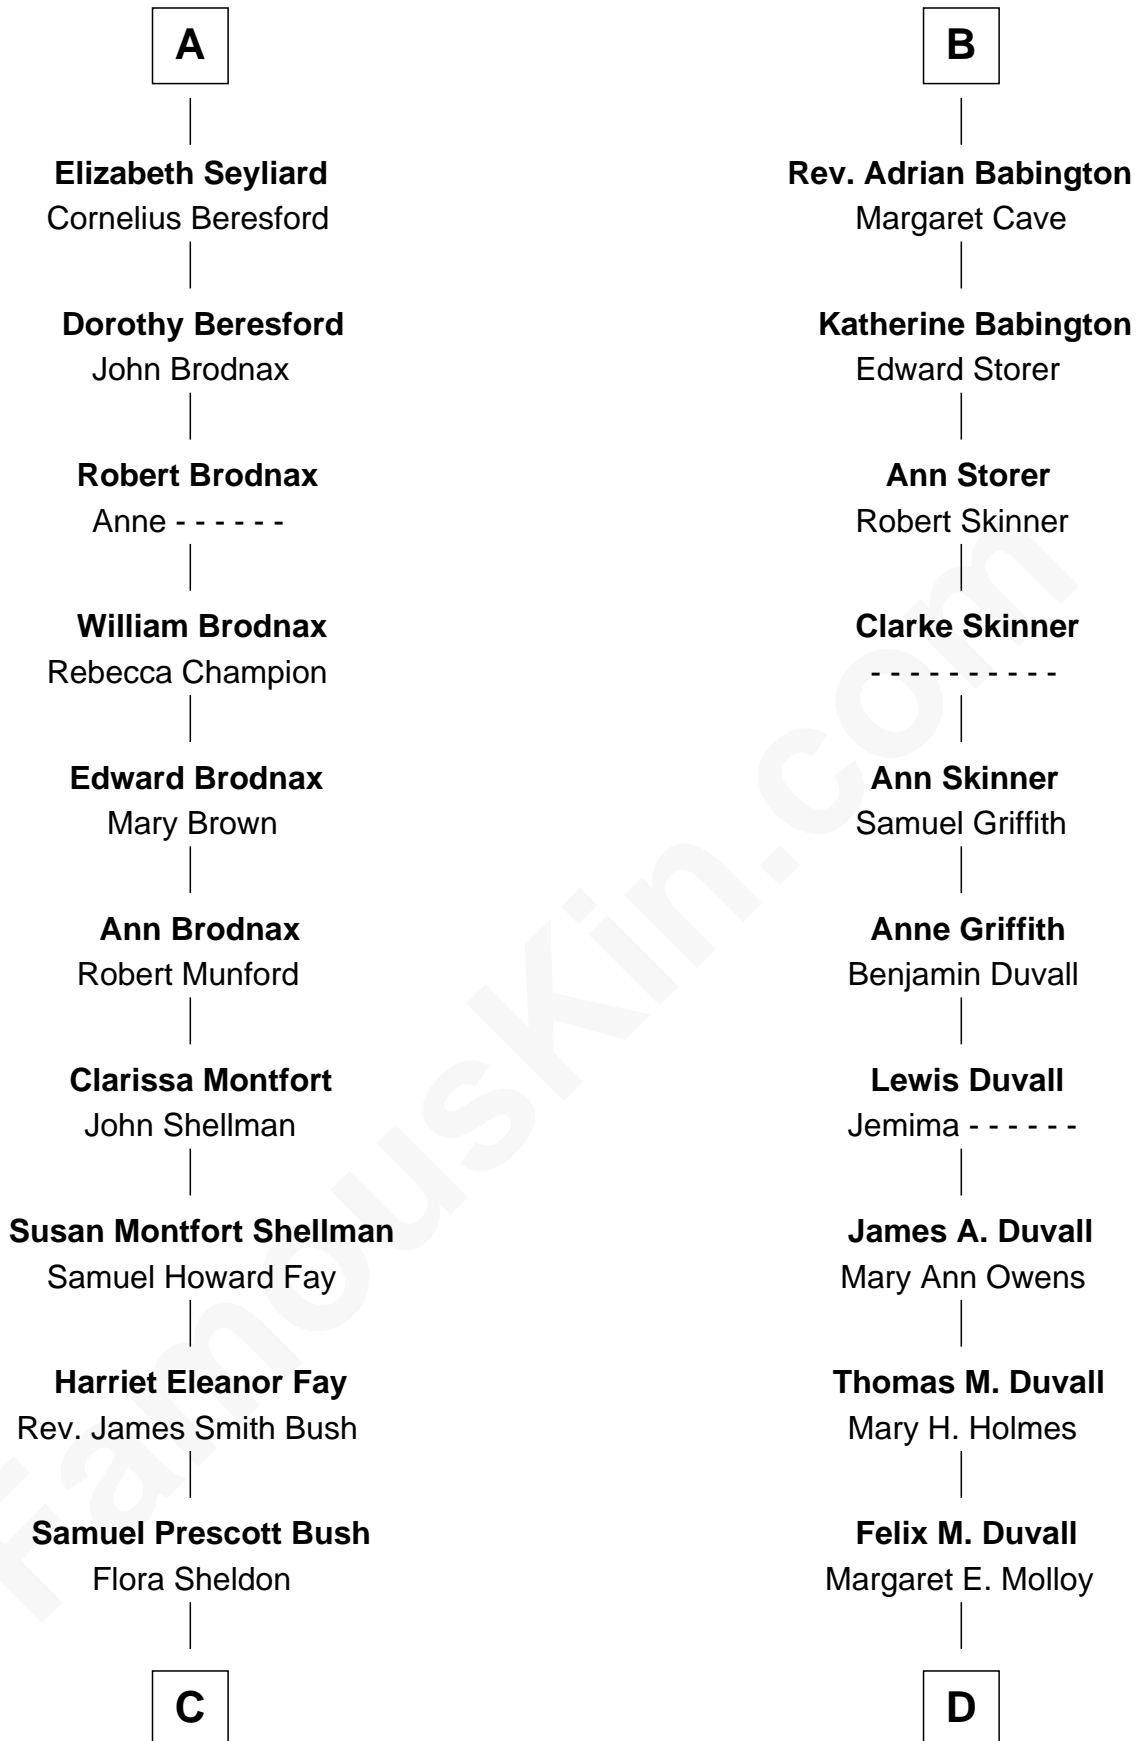 A
Elizabeth Seyliard
Cornelius Beresford
Dorothy Beresford
John Brodnax
Robert Brodnax
Anne - - - - - -
William Brodnax
Rebecca Champion
Edward Brodnax
Mary Brown
Ann Brodnax
Robert Munford
Clarissa Montfort
John Shellman
Susan Montfort Shellman
Samuel Howard Fay
Harriet Eleanor Fay
Rev. James Smith Bush
Samuel Prescott Bush
Flora Sheldon
C
B
Rev. Adrian Babington
Margaret Cave
Katherine Babington
Edward Storer
Ann Storer
Robert Skinner
Clarke Skinner
- - - - - - - - - -
Ann Skinner
Samuel Griffith
Anne Griffith
Benjamin Duvall
Lewis Duvall
Jemima - - - - - -
James A. Duvall
Mary Ann Owens
Thomas M. Duvall
Mary H. Holmes
Felix M. Duvall
Margaret E. Molloy
D
FamousKin.com